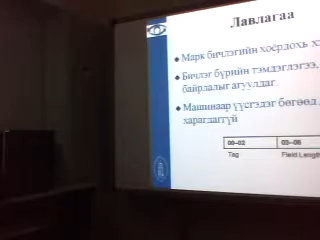 Лавлагаа
Марк бичлэгийн хоёрдохь
Бичлэг бүрийн тэмдэглэгээ,
байрлалыг агуулдаг.
Машинаар үүсгэдэг бөгөөд
харагдагггүй
00–02 03–06
Tag Field Length